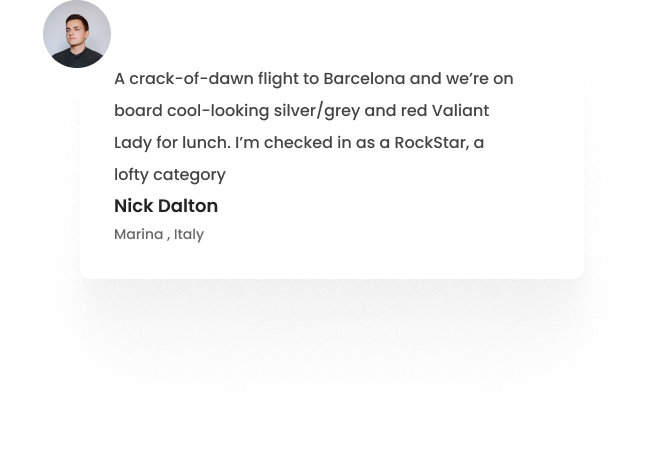 A crack-of-dawn flight to Barcelona and we’re on
board cool-looking silver/grey and red Valiant
Lady for lunch. I’m checked in as a RockStar, a
lofty category
Nick Dalton
Marina , Italy